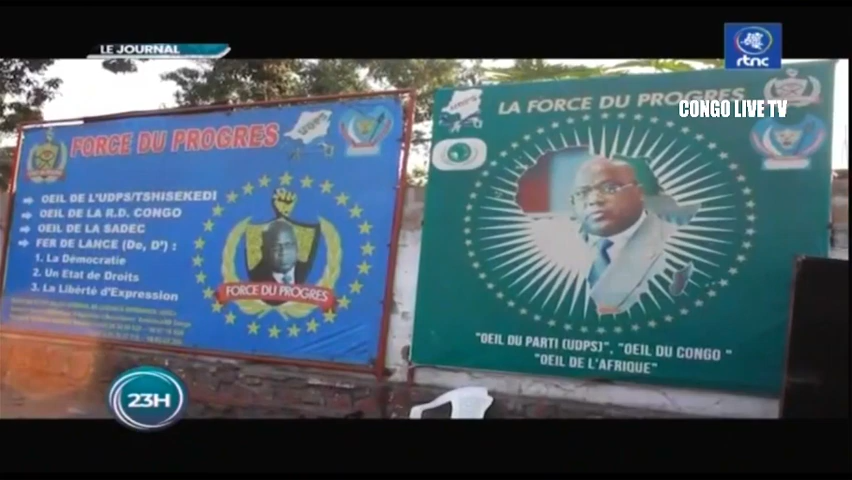 LE JOURNAL
rtnc
CONGO LIVE TV
FORCE DU PROGRES
UDPS
OEIL DE L'UDPS/TSHISEKEDI
OEIL DE LA R.D. CONGO
OEIL DE LA SADEC
FER DE LANCE (De, D²) :
1. La Démocratie
2. Un Etat de Droits
3. La Liberté d'Expression
FORCE DU PROGRES
LA FORCE DU PROGRES
"OEIL DU PARTI (UDPS)", "OEIL DU CONGO "
"OEIL DE L'AFRIQUE"
23H